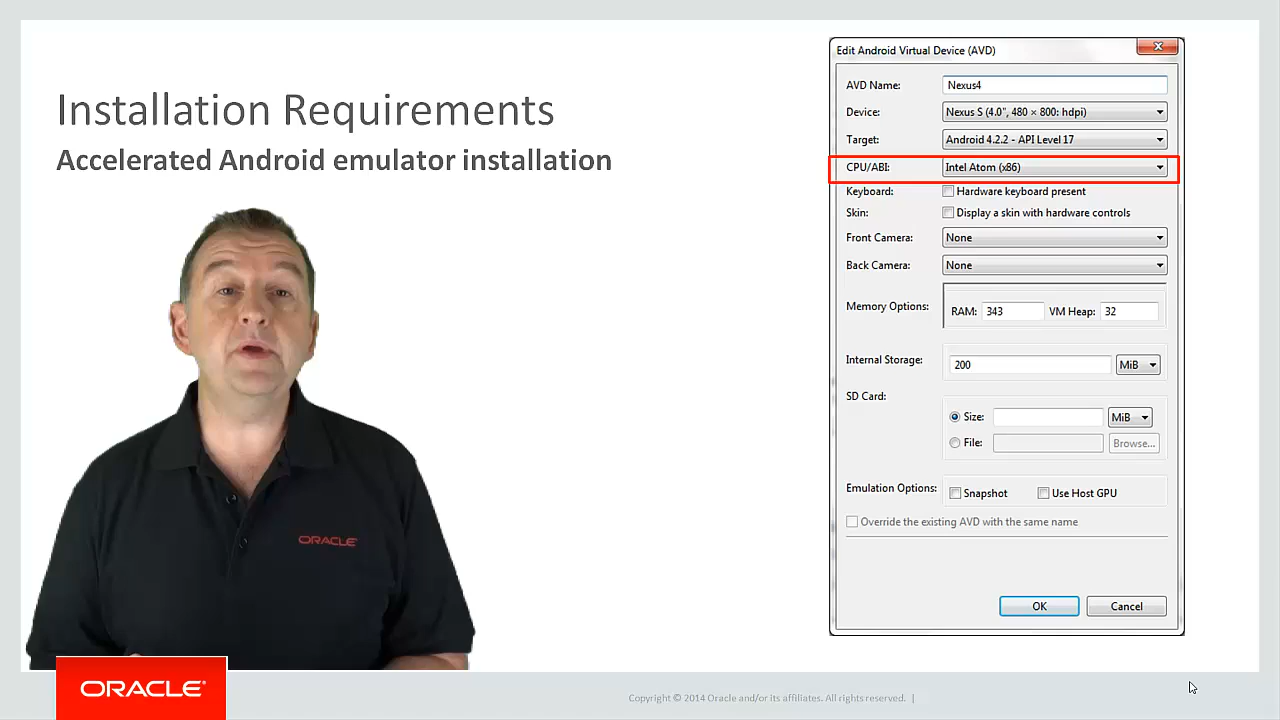 Installation Requirements
Accelerated Android emulator installation
Edit Android Virtual Device (AVD)
AVD Name: Nexus4
Device: Nexus S (4.0", 480 × 800: hdpi)
Target: Android 4.2.2 - API Level 17
CPU/ABI: Intel Atom (x86)
Keyboard: Hardware keyboard present
Skin: Display a skin with hardware controls
Front Camera: None
Back Camera: None
Memory Options: RAM: 343 VM Heap: 32
Internal Storage: 200 MiB
SD Card:
Size: MiB
File: Browse...
Emulation Options: Snapshot Use Host GPU
Override the existing AVD with the same name
OK Cancel
ORACLE
ORACLE®
Copyright © 2014 Oracle and/or its affiliates. All rights reserved. |